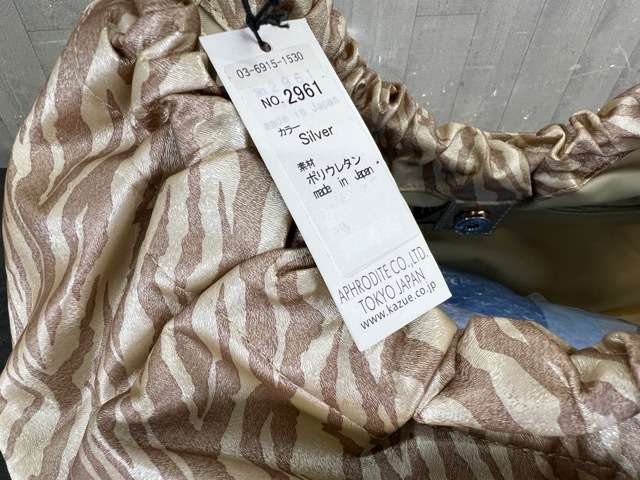 03-6915-1530
NO. 2961
カラー Silver
素材
ポリウレタン
made in Japan
APHRODITE CO.,LTD.
TOKYO JAPAN
www.kazue.co.jp